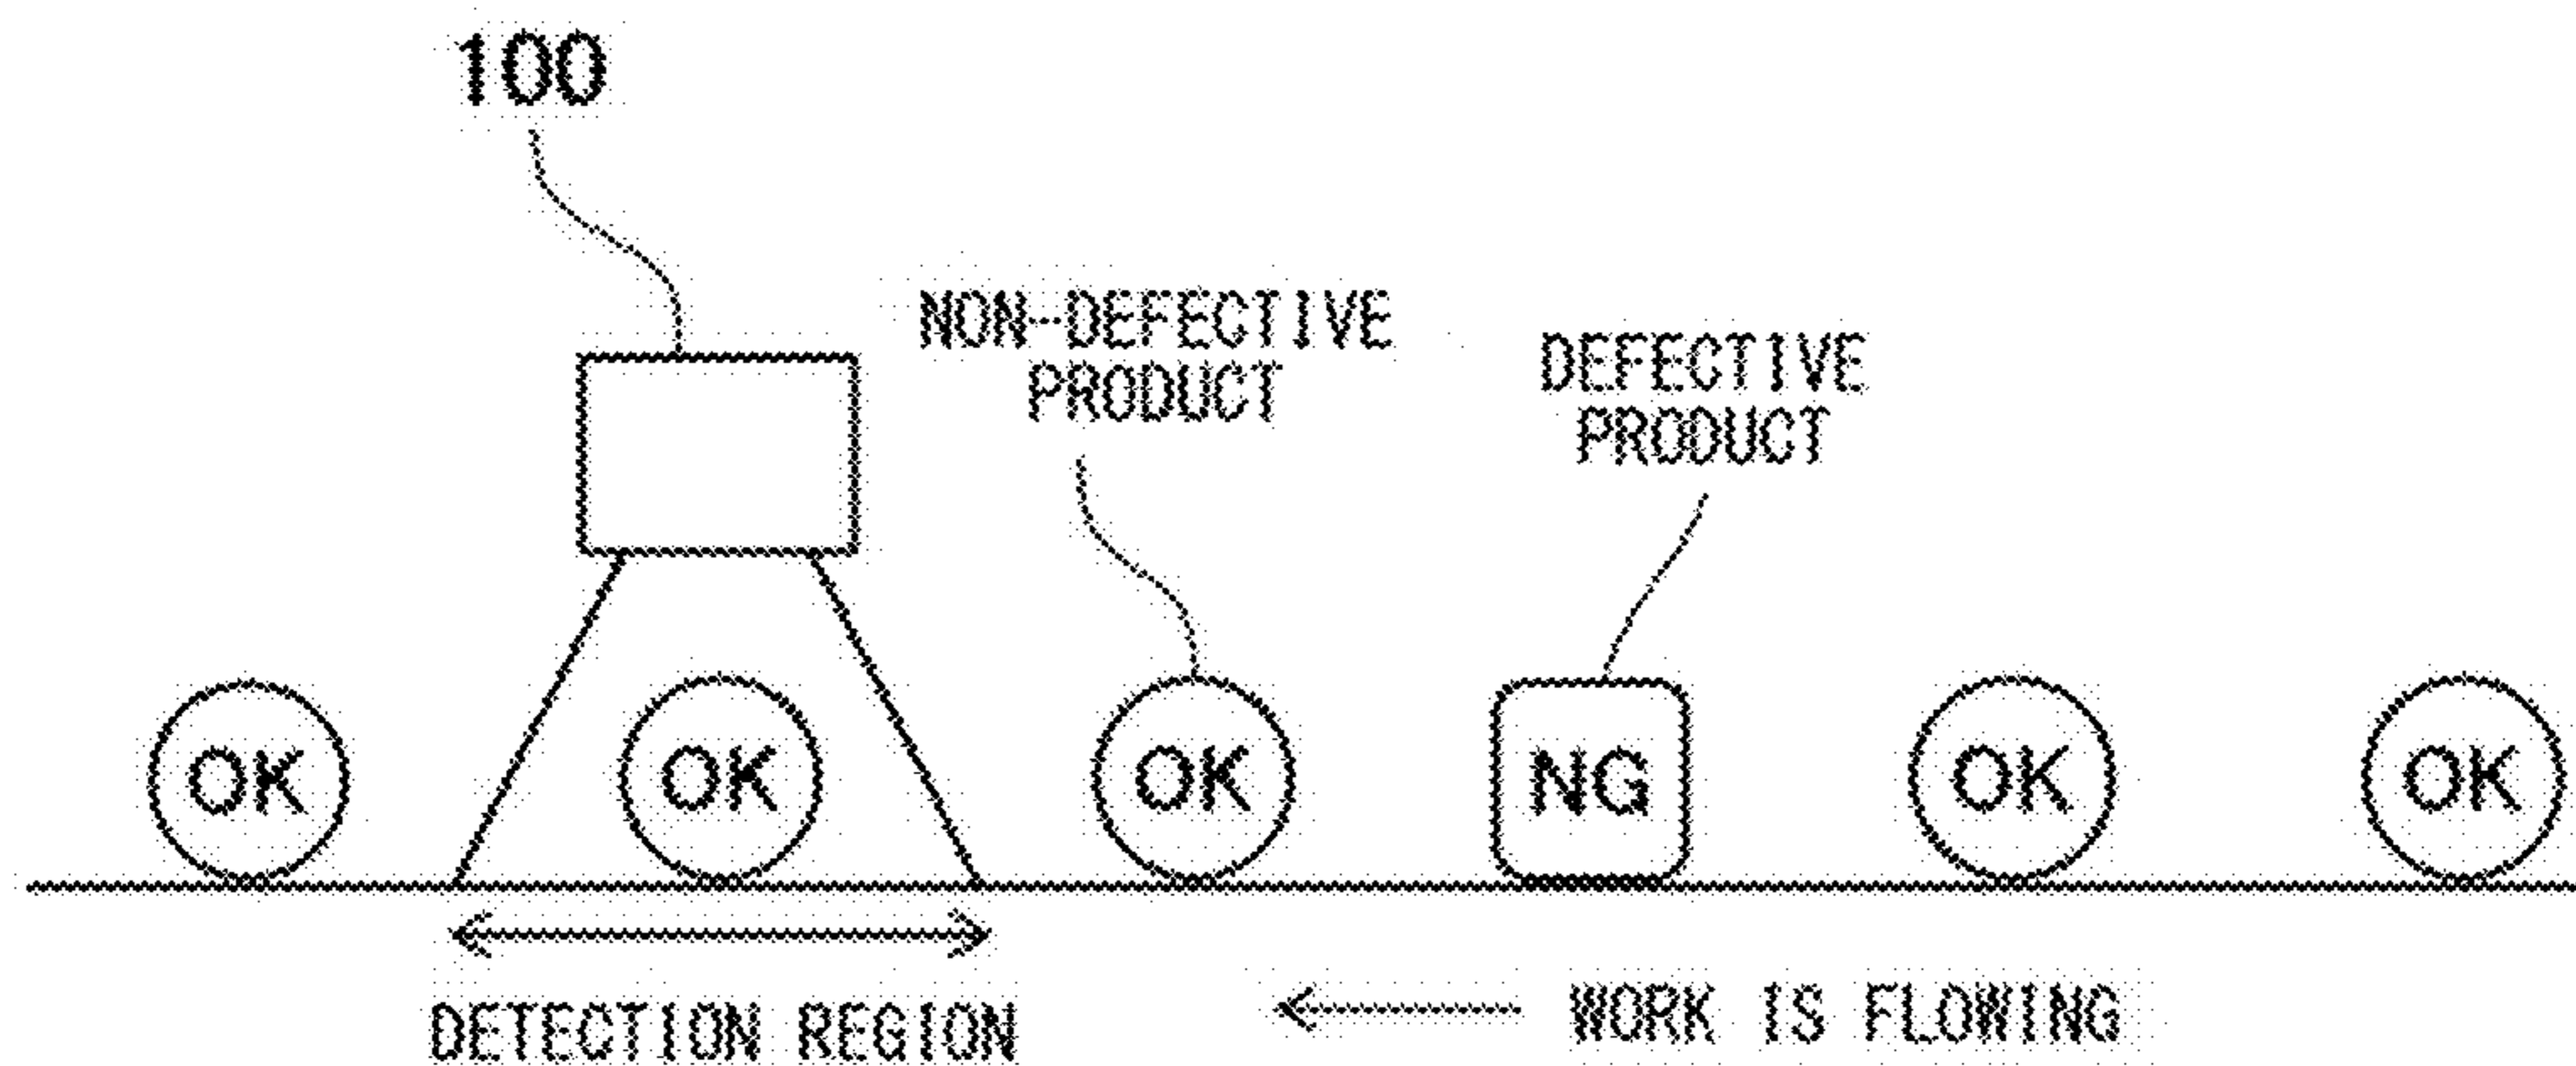 100
NON-DEFECTIVE
PRODUCT
DEFECTIVE
PRODUCT
OK
OK
OK
NG
OK
OK
DETECTION REGION
WORK IS FLOWING